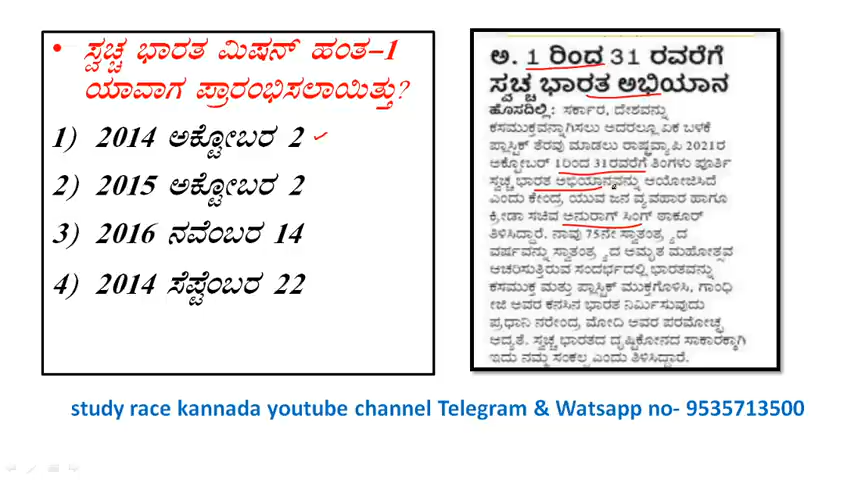 • ಸ್ವಚ್ಚ ಭಾರತ ಮಿಷನ್ ಹಂತ-1
ಯಾವಾಗ ಪ್ರಾರಂಭಿಸಲಾಯಿತ್ತು?
1) 2014 ಅಕ್ಟೋಬರ 2
2) 2015 ಅಕ್ಟೋಬರ 2
3) 2016 ನವೆಂಬರ 14
4) 2014 ಸೆಪ್ಟೆಂಬರ 22
ಅ. 1 ರಿಂದ 31 ರವರೆಗೆ
ಸ್ವಚ್ಚ ಭಾರತ ಅಭಿಯಾನ
ಹೊಸದಿಲ್ಲಿ: ಸರ್ಕಾರ, ದೇಶವನ್ನು
ಕಸಮುಕ್ತವನ್ನಾಗಿಸಲು ಅದರಲ್ಲೂ ಏಕ ಬಳಕೆ
ಪ್ಲಾಸ್ಟಿಕ್ ತೆರವು ಮಾಡಲು ರಾಷ್ಟ್ರವ್ಯಾಪಿ 2021ರ
ಅಕ್ಟೋಬರ್ 1ರಿಂದ 31ರವರೆಗೆ ತಿಂಗಳು ಪೂರ್ತಿ
ಸ್ವಚ್ಛ ಭಾರತ ಅಭಿಯಾನವನ್ನು ಆಯೋಜಿಸಿದೆ
ಎಂದು ಕೇಂದ್ರ ಯುವ ಜನ ವ್ಯವಹಾರ ಹಾಗೂ
ಕ್ರೀಡಾ ಸಚಿವ ಅನುರಾಗ್ ಸಿಂಗ್ ಠಾಕೂರ್
ತಿಳಿಸಿದ್ದಾರೆ. ನಾವು 75ನೇ ಸ್ವಾತಂತ್ರ್ಯದ
ವರ್ಷವನ್ನು ಸ್ವಾತಂತ್ರ್ಯದ ಅಮೃತ ಮಹೋತ್ಸವ
ಆಚರಿಸುತ್ತಿರುವ ಸಂದರ್ಭದಲ್ಲಿ ಭಾರತವನ್ನು
ಕಸಮುಕ್ತ ಮತ್ತು ಪ್ಲಾಸ್ಟಿಕ್ ಮುಕ್ತಗೊಳಿಸಿ, ಗಾಂಧಿ
ೀಜಿ ಅವರ ಕನಸಿನ ಭಾರತ ನಿರ್ಮಿಸುವುದು
ಪ್ರಧಾನಿ ನರೇಂದ್ರ ಮೋದಿ ಅವರ ಪರಮೋಚ್ಛ
ಆದ್ಯತೆ. ಸ್ವಚ್ಛ ಭಾರತದ ದೃಷ್ಟಿಕೋನದ ಸಾಕಾರಕ್ಕಾಗಿ
ಇದು ನಮ್ಮ ಸಂಕಲ್ಪ ಎಂದು ತಿಳಿಸಿದ್ದಾರೆ.
study race kannada youtube channel Telegram & Watsapp no- 9535713500